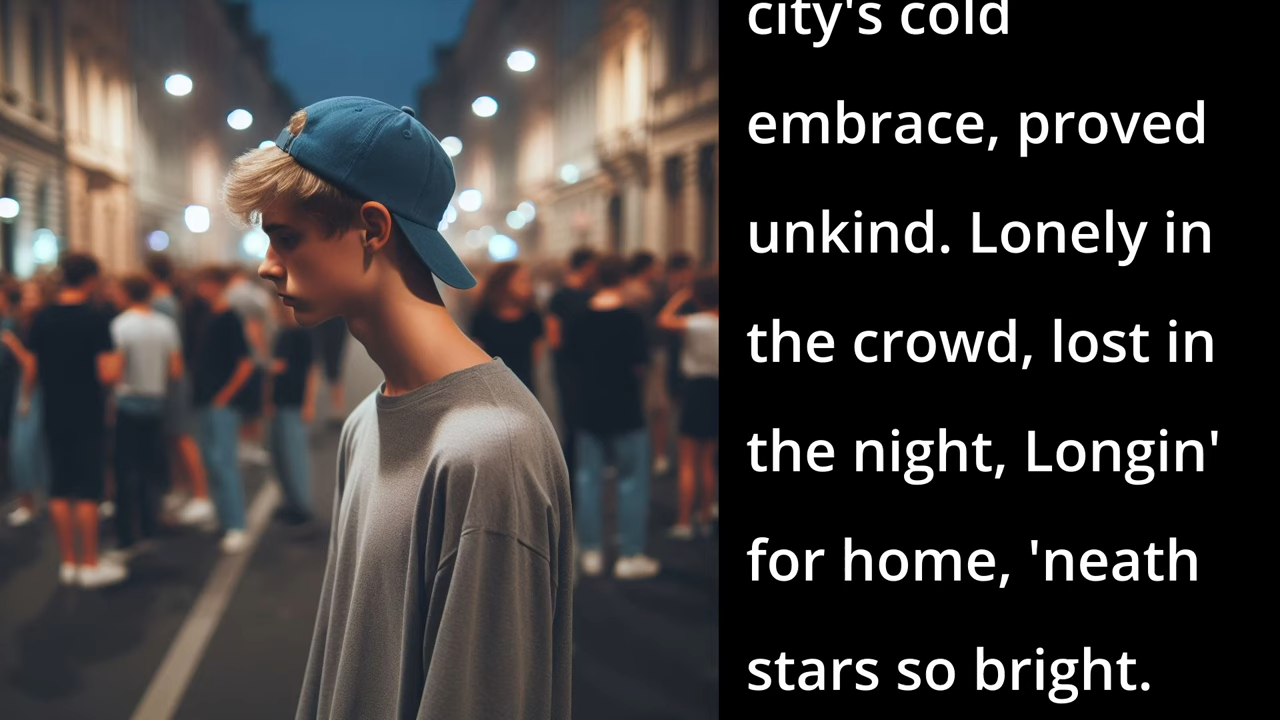 city's cold
embrace, proved
unkind. Lonely in
the crowd, lost in
the night, Longin'
for home, 'neath
stars so bright.